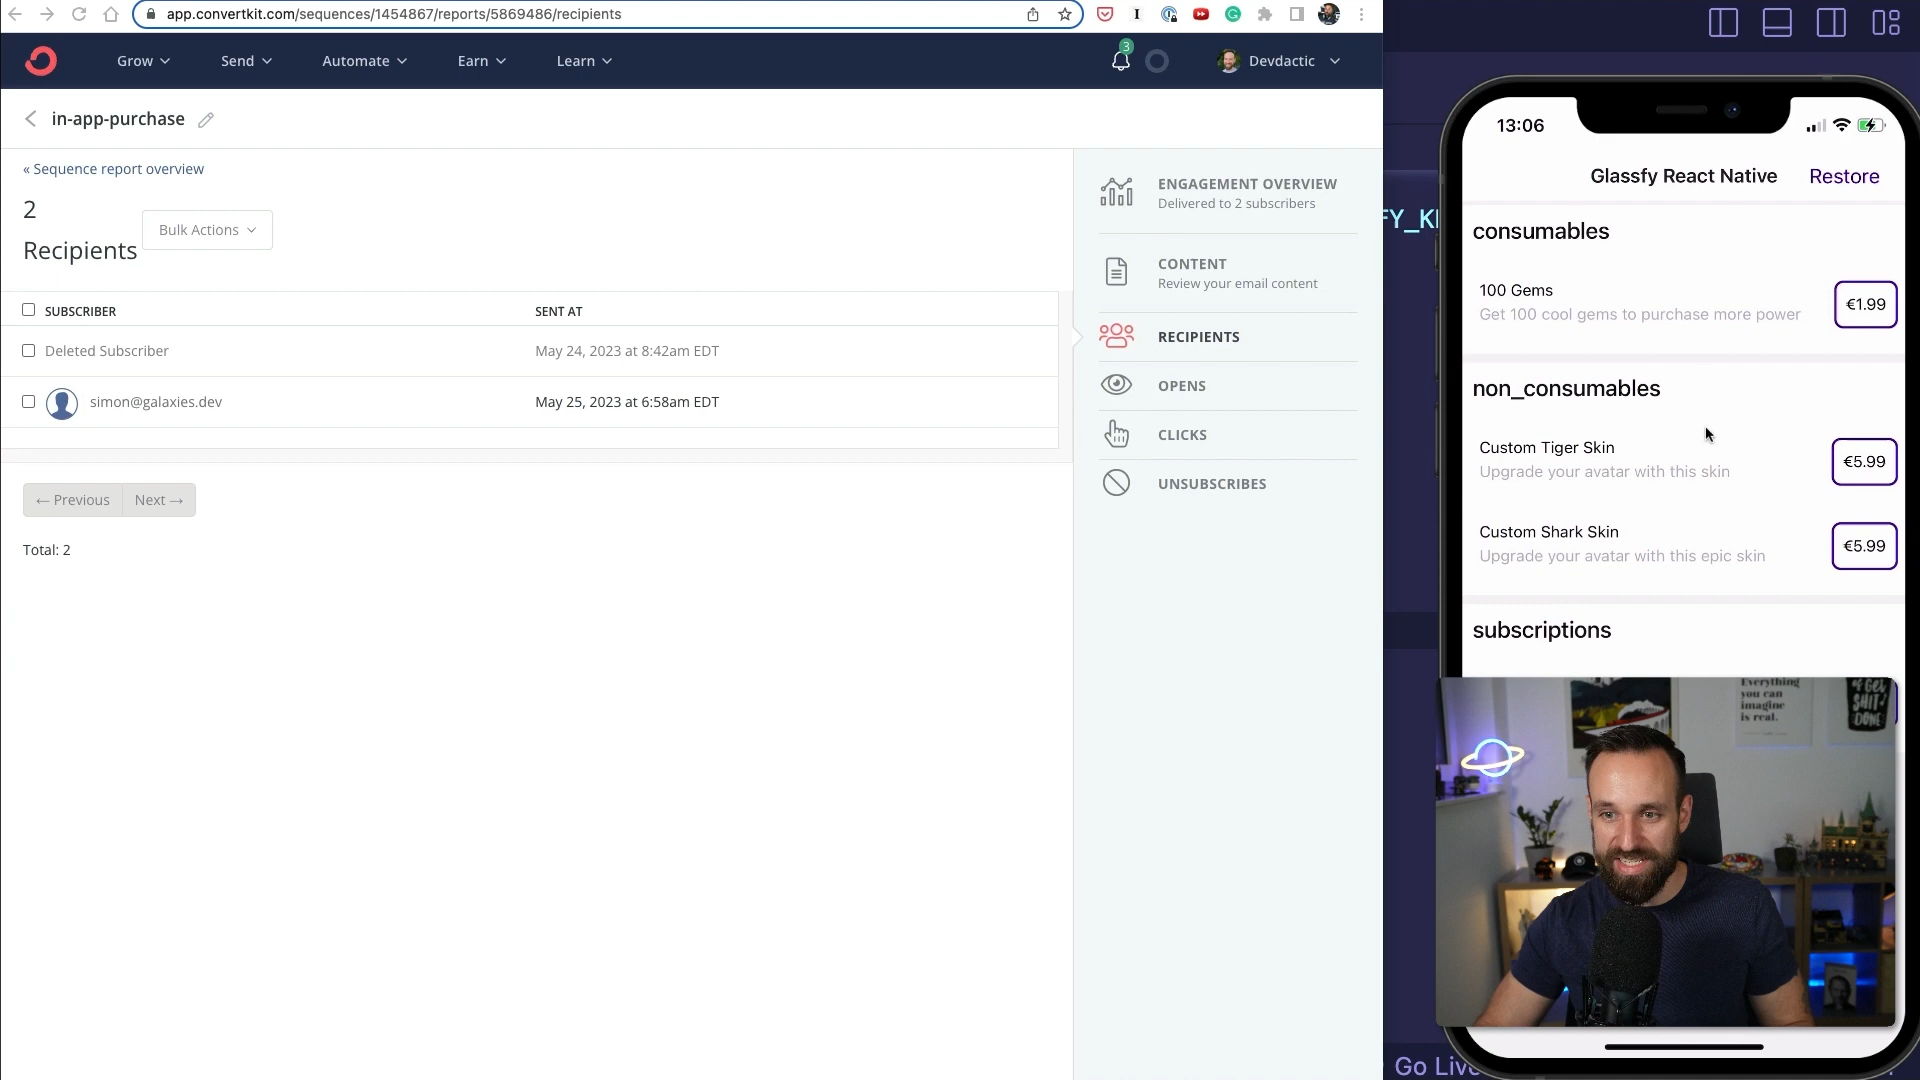 app.convertkit.com/sequences/1454867/reports/5869486/recipients
Grow
Send
Automate
Earn
Learn
3
Devdactic
in-app-purchase
« Sequence report overview
2
Recipients
Bulk Actions
SUBSCRIBER
SENT AT
Deleted Subscriber
May 24, 2023 at 8:42am EDT
simon@galaxies.dev
May 25, 2023 at 6:58am EDT
← Previous
Next →
Total: 2
ENGAGEMENT OVERVIEW
Delivered to 2 subscribers
CONTENT
Review your email content
RECIPIENTS
OPENS
CLICKS
UNSUBSCRIBES
FY_K
13:06
Glassfy React Native
Restore
consumables
100 Gems
Get 100 cool gems to purchase more power
€1.99
non_consumables
Custom Tiger Skin
Upgrade your avatar with this skin
€5.99
Custom Shark Skin
Upgrade your avatar with this epic skin
€5.99
subscriptions
Everything
you can
imagine
is real.
GET
SHIT
DONE
Go Live